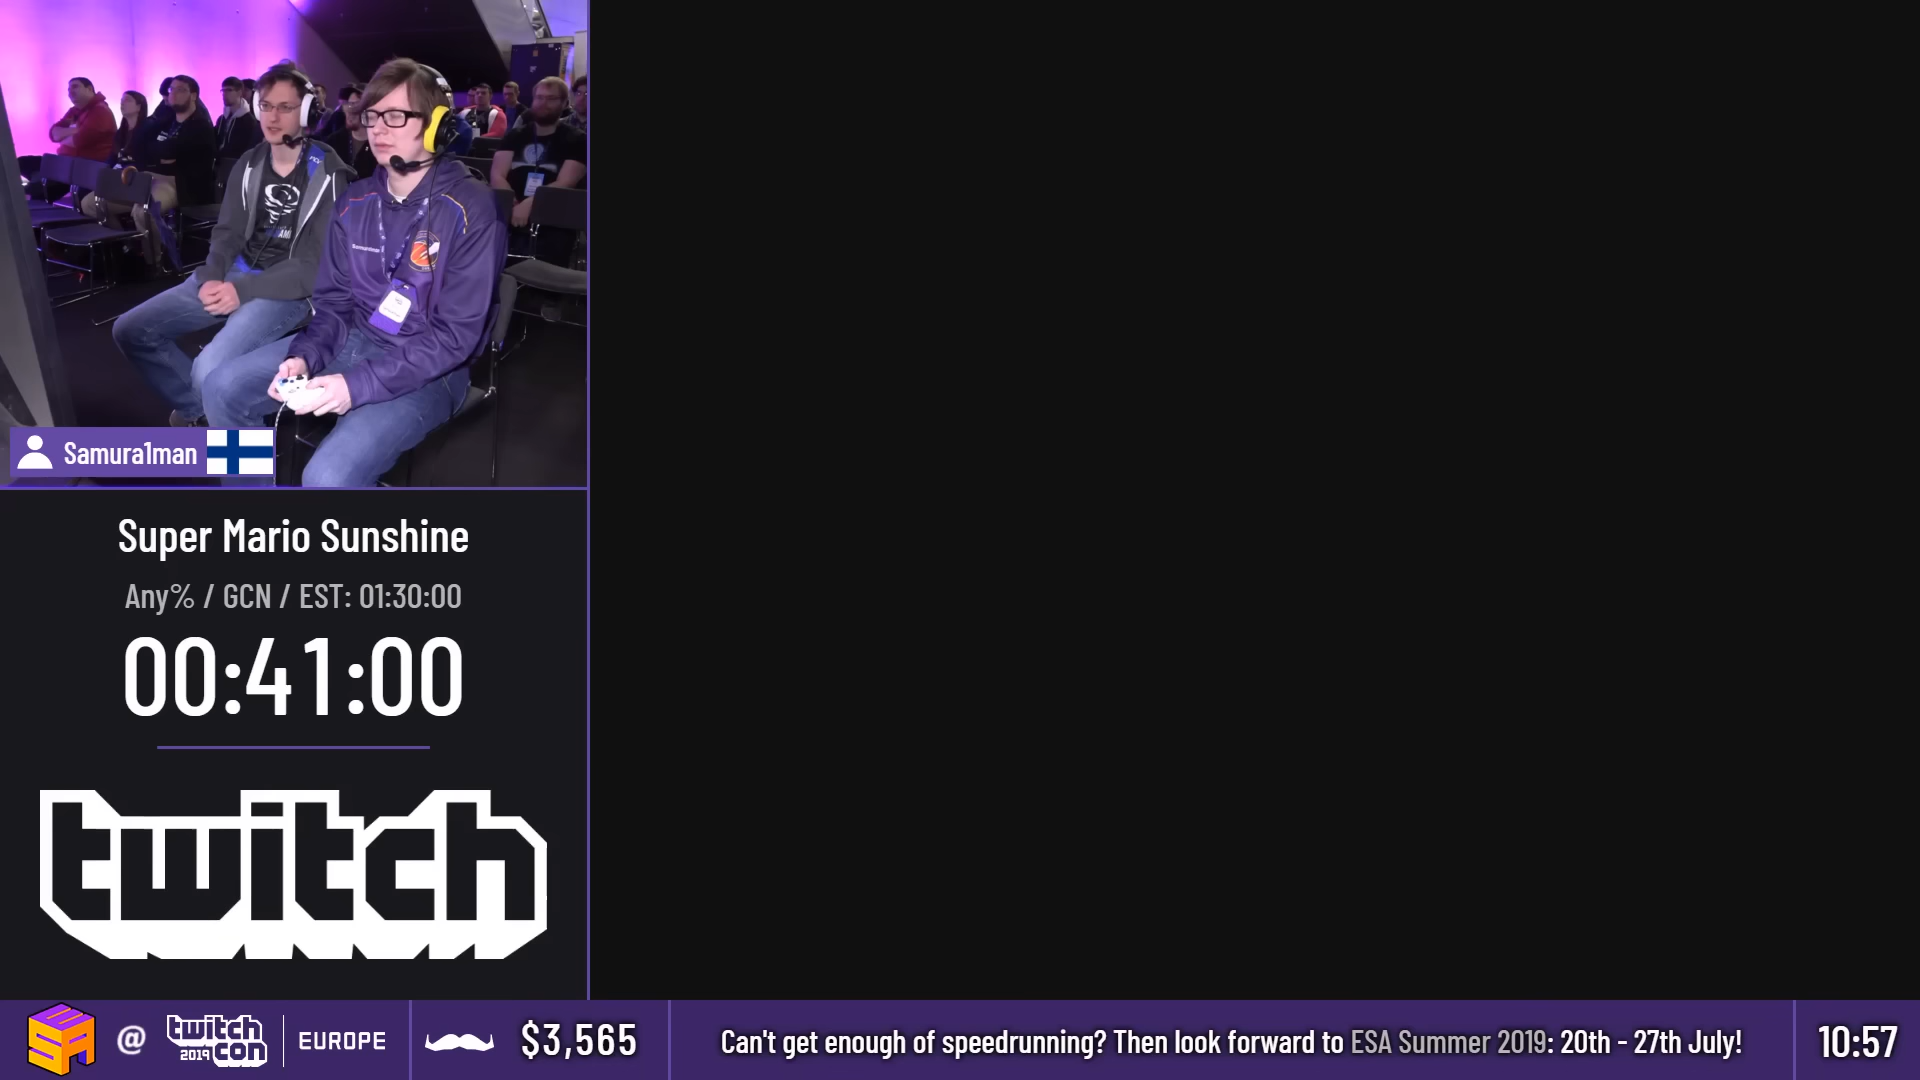 Samura1man
Super Mario Sunshine
Any% / GCN / EST: 01:30:00
00:41:00
twitch
@
twitch
2019 con
EUROPE
$3,565
Can't get enough of speedrunning? Then look forward to ESA Summer 2019: 20th - 27th July!
10:57